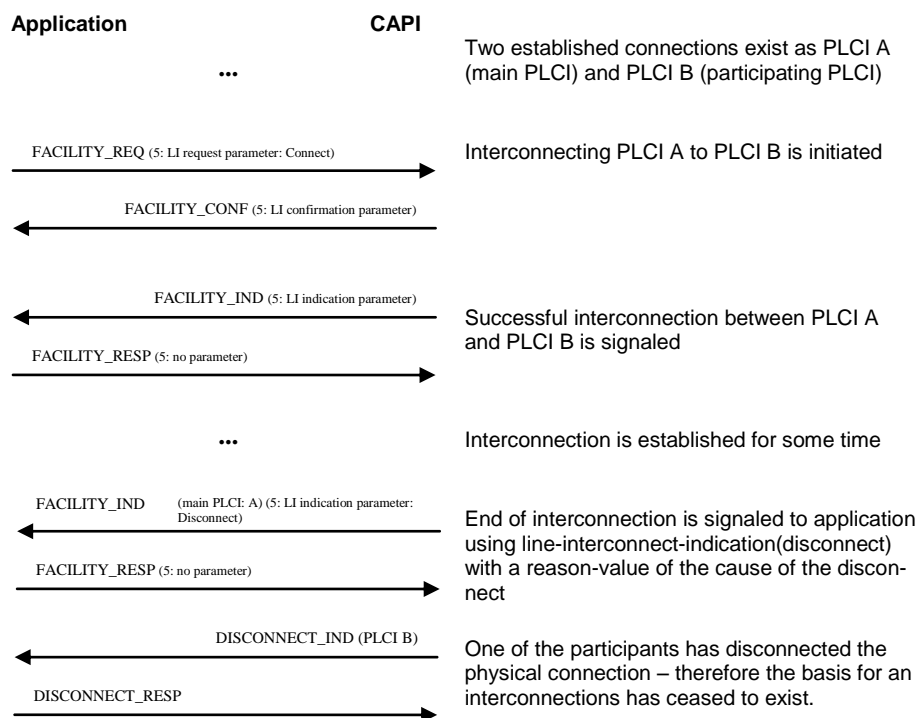 Application CAPI
Two established connections exist as PLCI A
(main PLCI) and PLCI B (participating PLCI)
...
FACILITY_REQ (5: LI request parameter: Connect)
Interconnecting PLCI A to PLCI B is initiated
FACILITY_CONF (5: LI confirmation parameter)
FACILITY_IND (5: LI indication parameter)
Successful interconnection between PLCI A
and PLCI B is signaled
FACILITY_RESP (5: no parameter)
...
Interconnection is established for some time
FACILITY_IND (main PLCI: A) (5: LI indication parameter:
Disconnect)
End of interconnection is signaled to application
using line-interconnect-indication(disconnect)
with a reason-value of the cause of the discon-
nect
FACILITY_RESP (5: no parameter)
DISCONNECT_IND (PLCI B)
One of the participants has disconnected the
physical connection – therefore the basis for an
interconnections has ceased to exist.
DISCONNECT_RESP